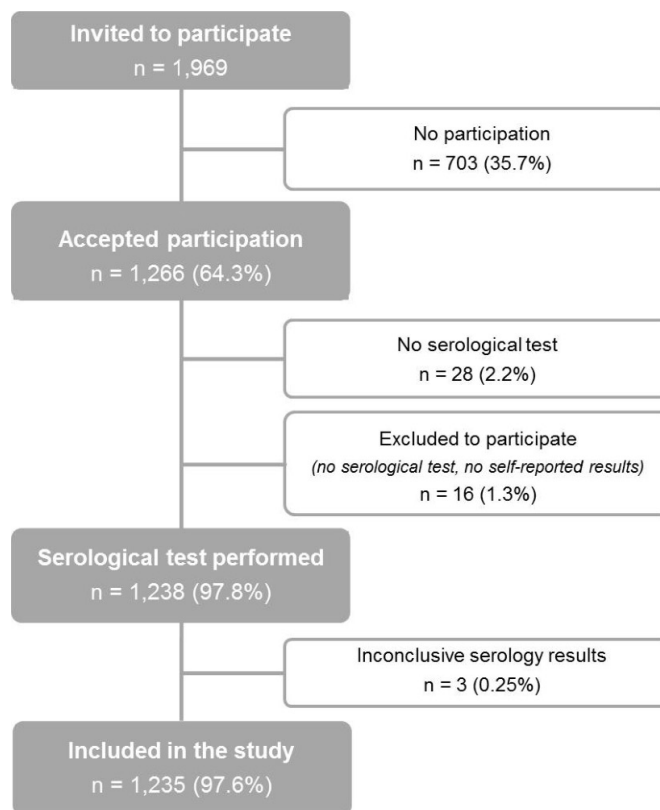 Invited to participate
n = 1,969
No participation
n = 703 (35.7%)
Accepted participation
n = 1,266 (64.3%)
No serological test
n = 28 (2.2%)
Excluded to participate
(no serological test, no self-reported results)
n = 16 (1.3%)
Serological test performed
n = 1,238 (97.8%)
Inconclusive serology results
n = 3 (0.25%)
Included in the study
n = 1,235 (97.6%)